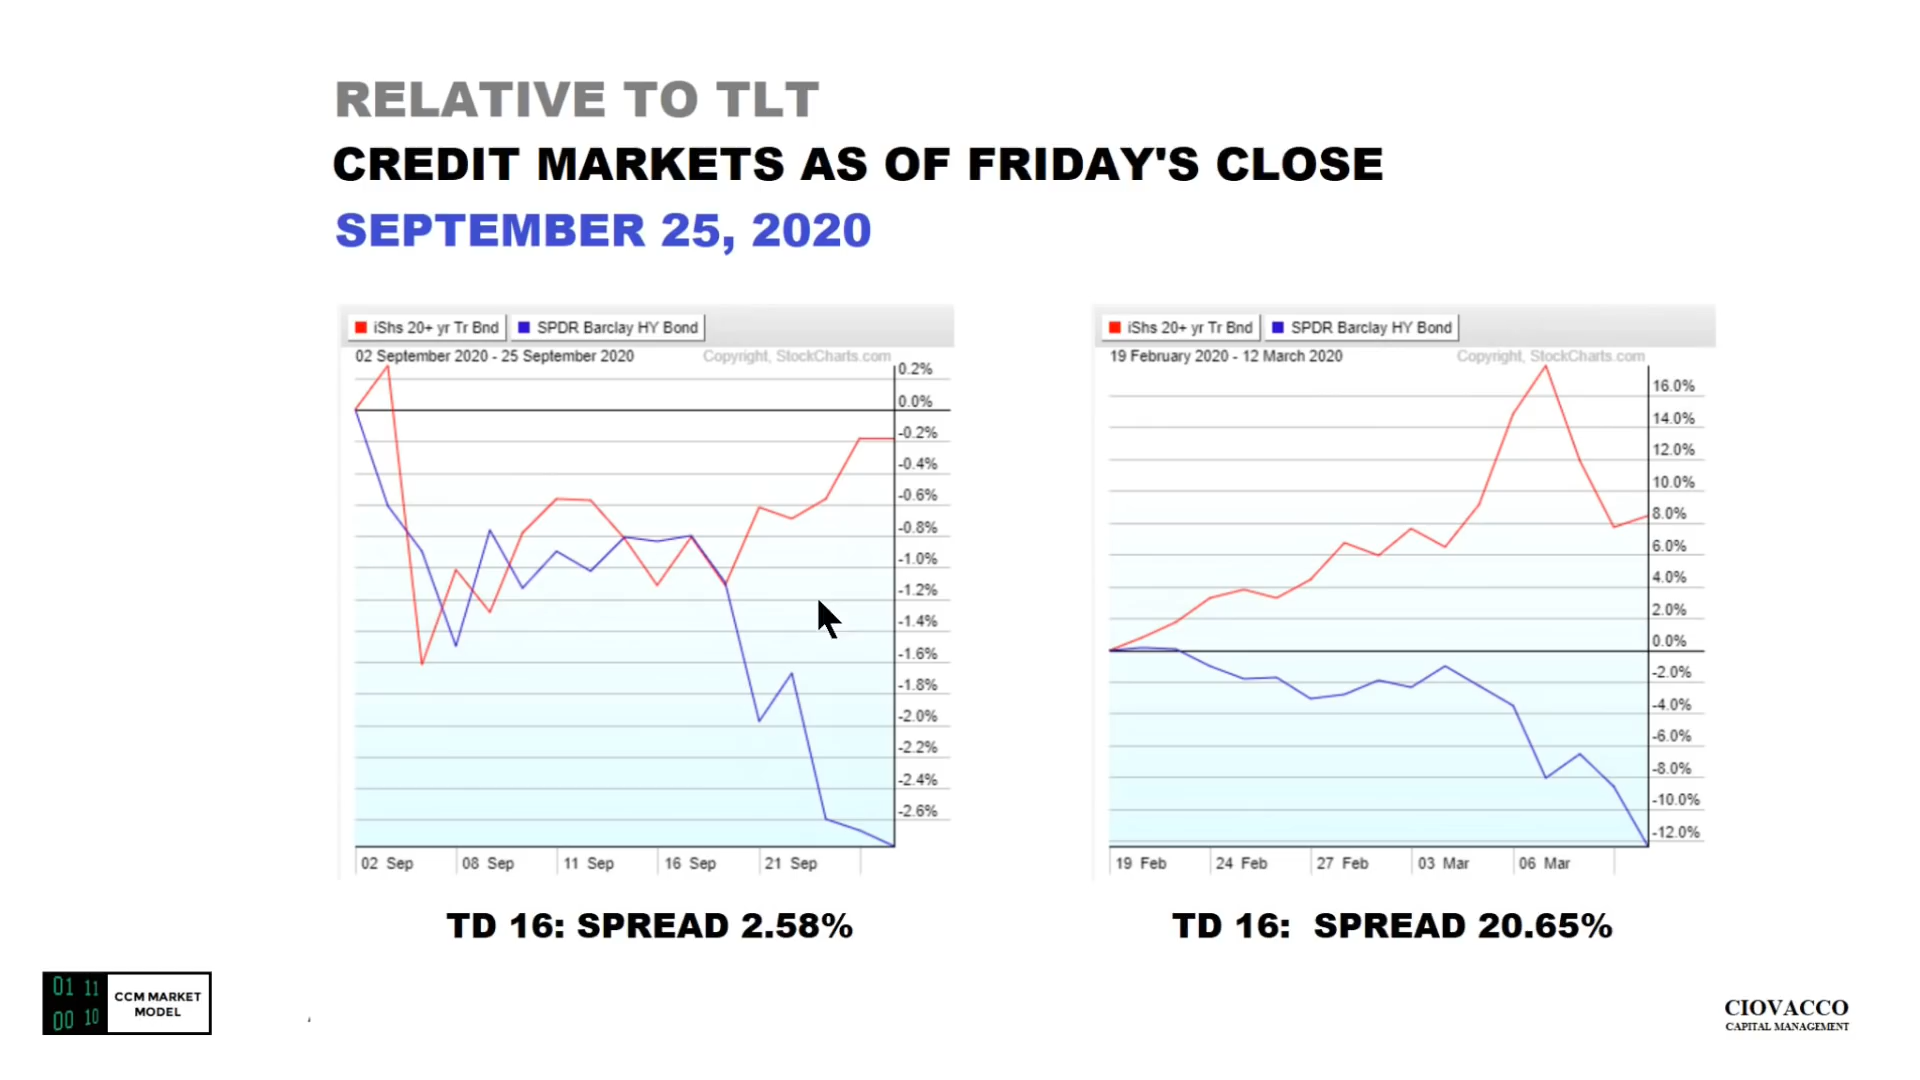 RELATIVE TO TLT
CREDIT MARKETS AS OF FRIDAY'S CLOSE
SEPTEMBER 25, 2020
iShs 20+ yr Tr Bnd SPDR Barclay HY Bond
02 September 2020 - 25 September 2020 Copyright, StockCharts.com
0.2%
0.0%
-0.2%
-0.4%
-0.6%
-0.8%
-1.0%
-1.2%
-1.4%
-1.6%
-1.8%
-2.0%
-2.2%
-2.4%
-2.6%
02 Sep 08 Sep 11 Sep 16 Sep 21 Sep
TD 16: SPREAD 2.58%
iShs 20+ yr Tr Bnd SPDR Barclay HY Bond
19 February 2020 - 12 March 2020 Copyright, StockCharts.com
16.0%
14.0%
12.0%
10.0%
8.0%
6.0%
4.0%
2.0%
0.0%
-2.0%
-4.0%
-6.0%
-8.0%
-10.0%
-12.0%
19 Feb 24 Feb 27 Feb 03 Mar 06 Mar
TD 16: SPREAD 20.65%
01 11
00 10
CCM MARKET
MODEL
CIOVACCO
CAPITAL MANAGEMENT